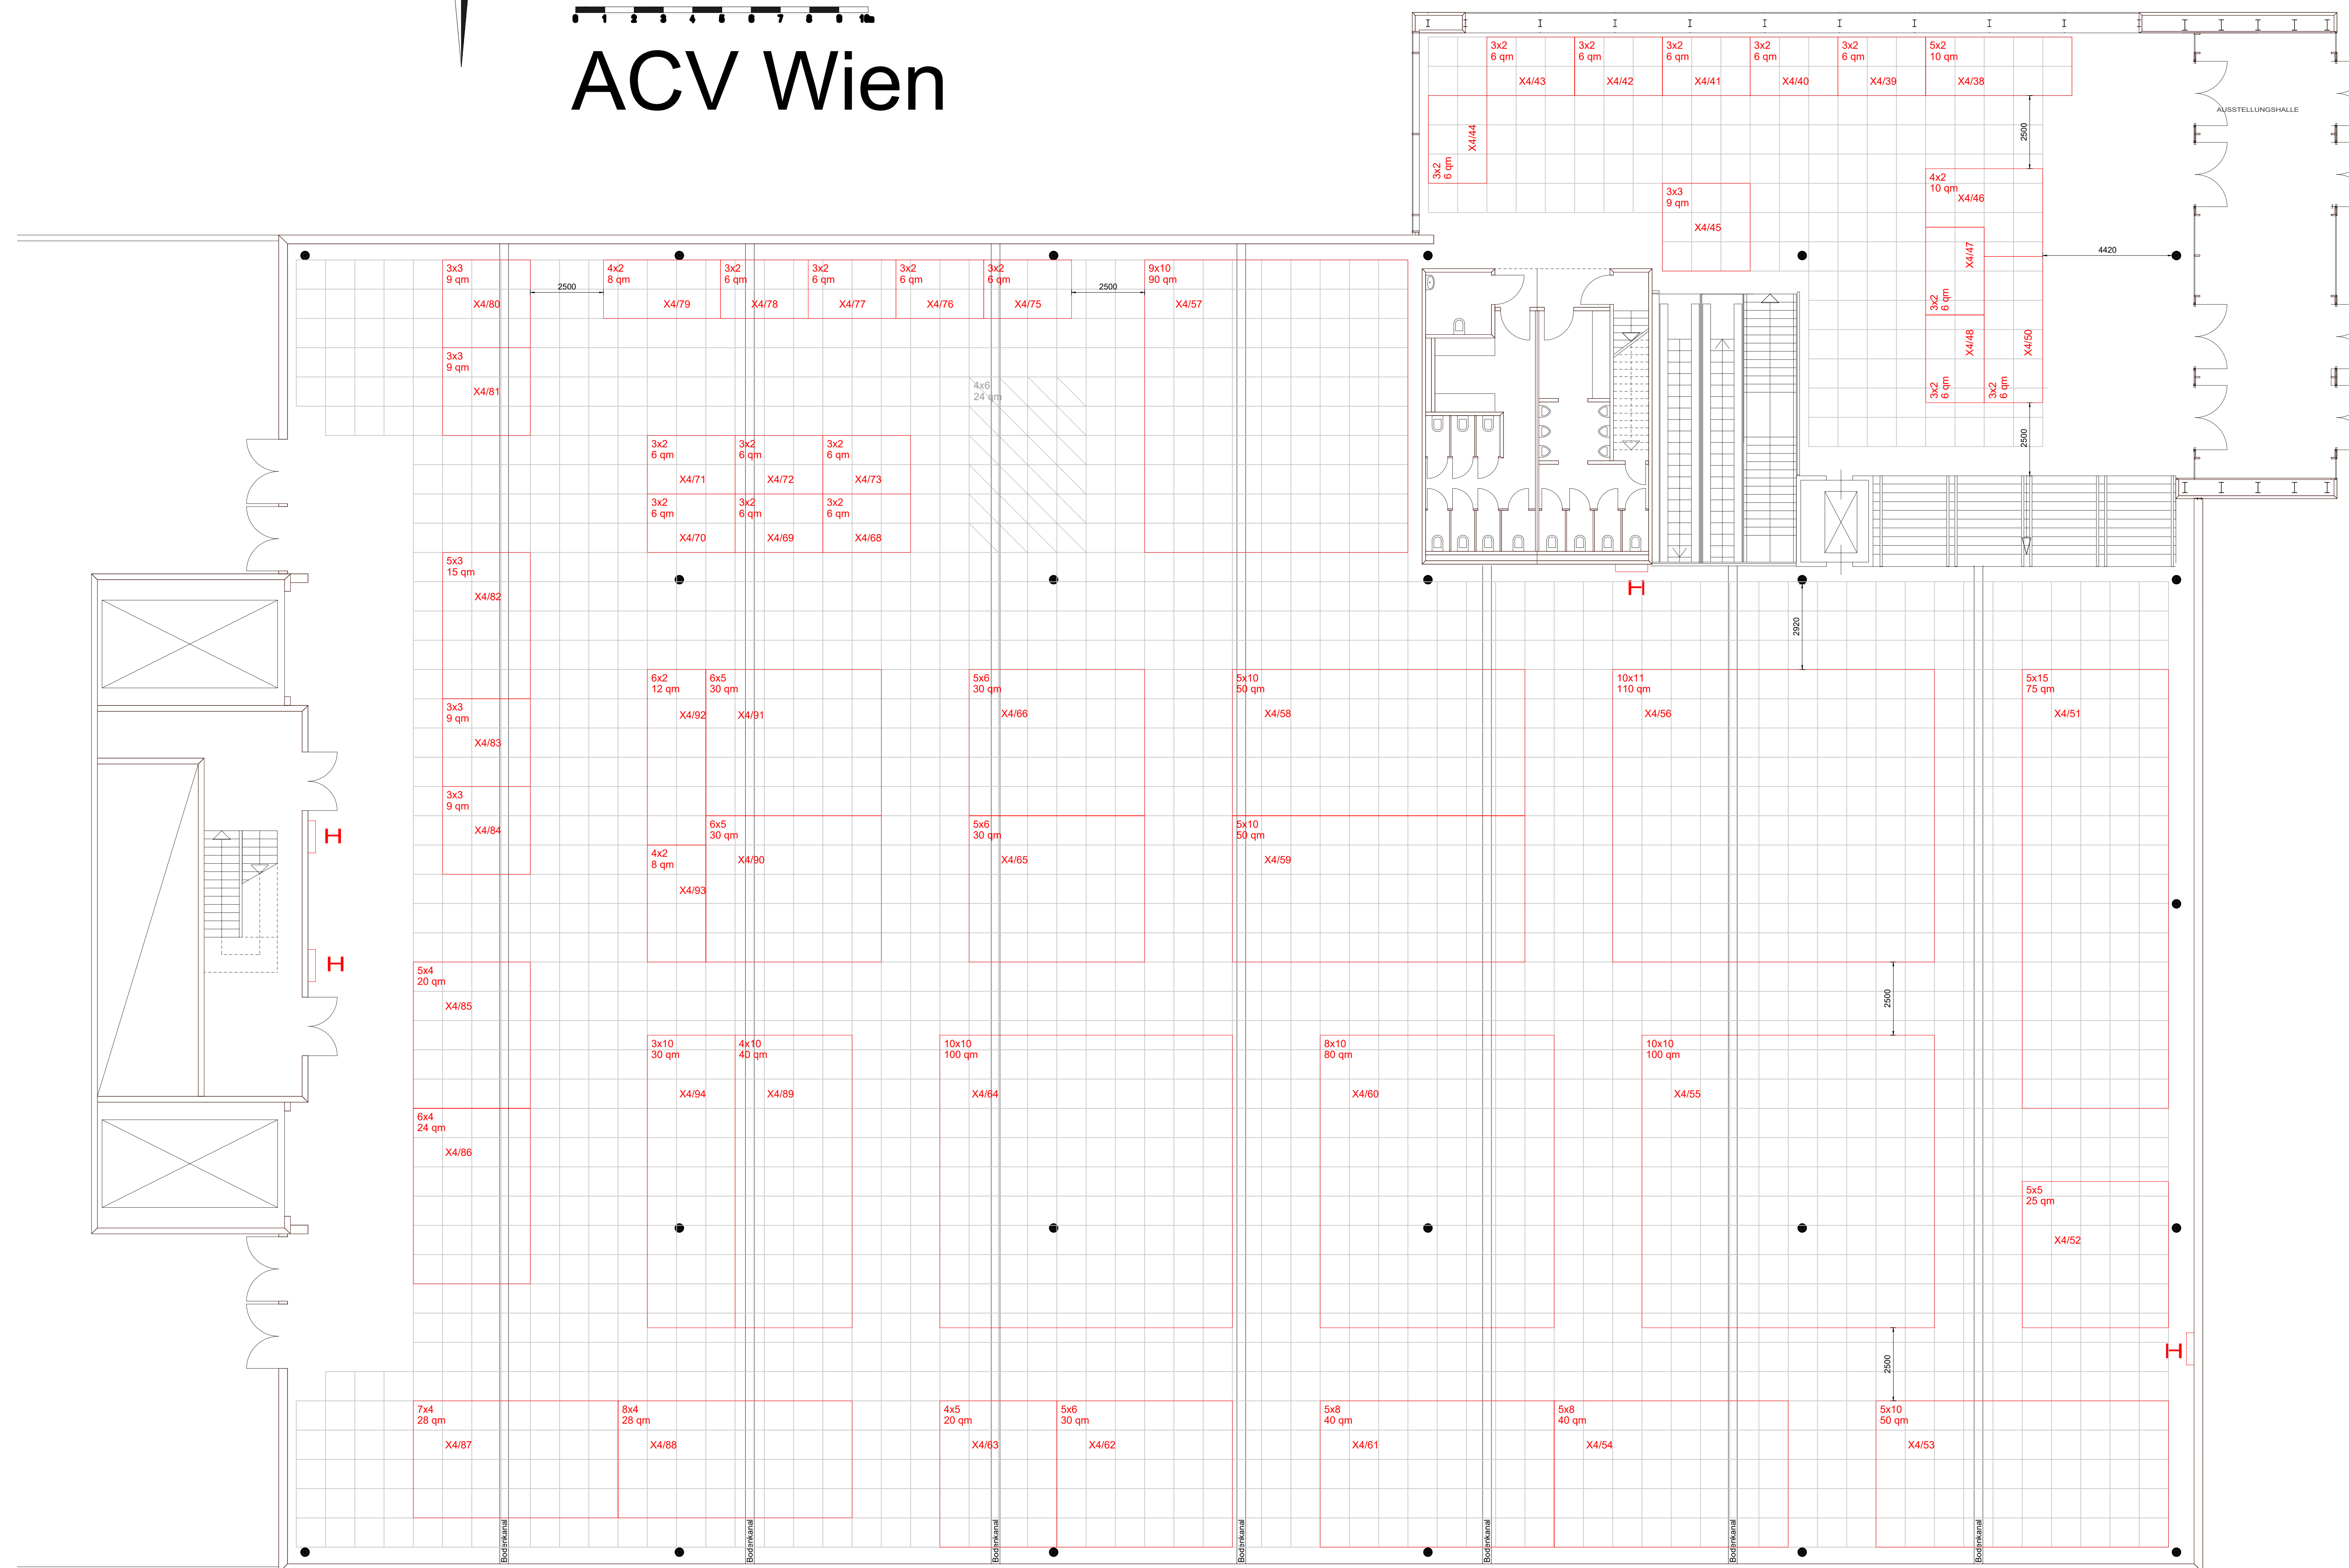 0 1 2 3 4 5 6 7 8 9 10m
ACV Wien
AUSSTELLUNGSHALLE
3x2
6 qm
X4/43
3x2
6 qm
X4/42
3x2
6 qm
X4/41
3x2
6 qm
X4/40
3x2
6 qm
X4/39
5x2
10 qm
X4/38
3x2
6 qm
X4/44
2500
3x3
9 qm
X4/45
4x2
10 qm
X4/46
3x2
6 qm
X4/47
4420
3x2
6 qm
X4/48
3x2
6 qm
X4/50
2500
3x3
9 qm
X4/80
2500
4x2
8 qm
X4/79
3x2
6 qm
X4/78
3x2
6 qm
X4/77
3x2
6 qm
X4/76
3x2
6 qm
X4/75
2500
9x10
90 qm
X4/57
3x3
9 qm
X4/81
4x6
24 qm
3x2
6 qm
X4/71
3x2
6 qm
X4/72
3x2
6 qm
X4/73
3x2
6 qm
X4/70
3x2
6 qm
X4/69
3x2
6 qm
X4/68
5x3
15 qm
X4/82
H
2920
3x3
9 qm
X4/83
6x2
12 qm
X4/92
6x5
30 qm
X4/91
5x6
30 qm
X4/66
5x10
50 qm
X4/58
10x11
110 qm
X4/56
5x15
75 qm
X4/51
3x3
9 qm
X4/84
H
4x2
8 qm
X4/93
6x5
30 qm
X4/90
5x6
30 qm
X4/65
5x10
50 qm
X4/59
H
5x4
20 qm
X4/85
2500
3x10
30 qm
X4/94
4x10
40 qm
X4/89
10x10
100 qm
X4/64
8x10
80 qm
X4/60
10x10
100 qm
X4/55
6x4
24 qm
X4/86
5x5
25 qm
X4/52
2500
H
7x4
28 qm
X4/87
8x4
28 qm
X4/88
4x5
20 qm
X4/63
5x6
30 qm
X4/62
5x8
40 qm
X4/61
5x8
40 qm
X4/54
5x10
50 qm
X4/53
Bodenkanal
Bodenkanal
Bodenkanal
Bodenkanal
Bodenkanal
Bodenkanal
Bodenkanal